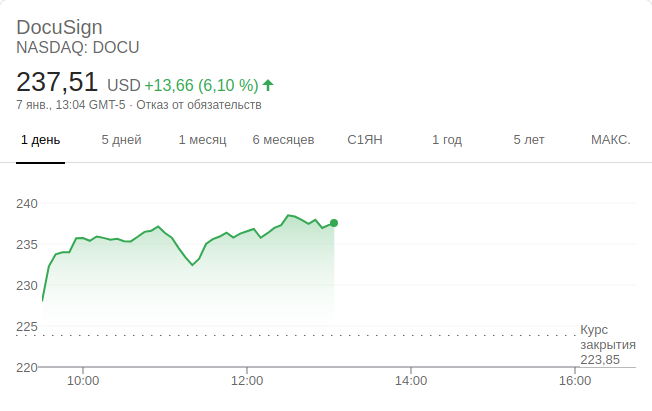 DocuSign
NASDAQ: DOCU
237,51 USD +13,66 (6,10 %)
7 янв., 13:04 GMT-5 · Отказ от обязательств
1 день 5 дней 1 месяц 6 месяцев С1ЯН 1 год 5 лет МАКС.
240
235
230
225
Курс
закрытия
223,85
220
10:00 12:00 14:00 16:00